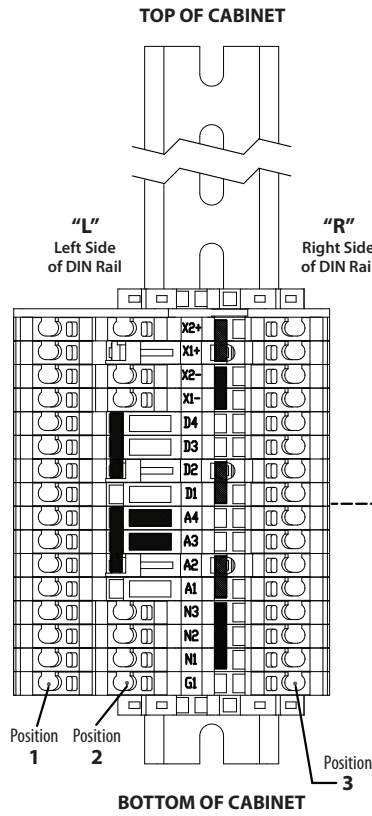 TOP OF CABINET
"L"
Left Side
of DIN Rail
"R"
Right Side
of DIN Rai
X2+
X1+
X2-
X1-
D4
D3
D2
D1
A4
A3
A2
A1
N3
N2
N1
G1
Position
1
Position
2
Position
3
BOTTOM OF CABINET